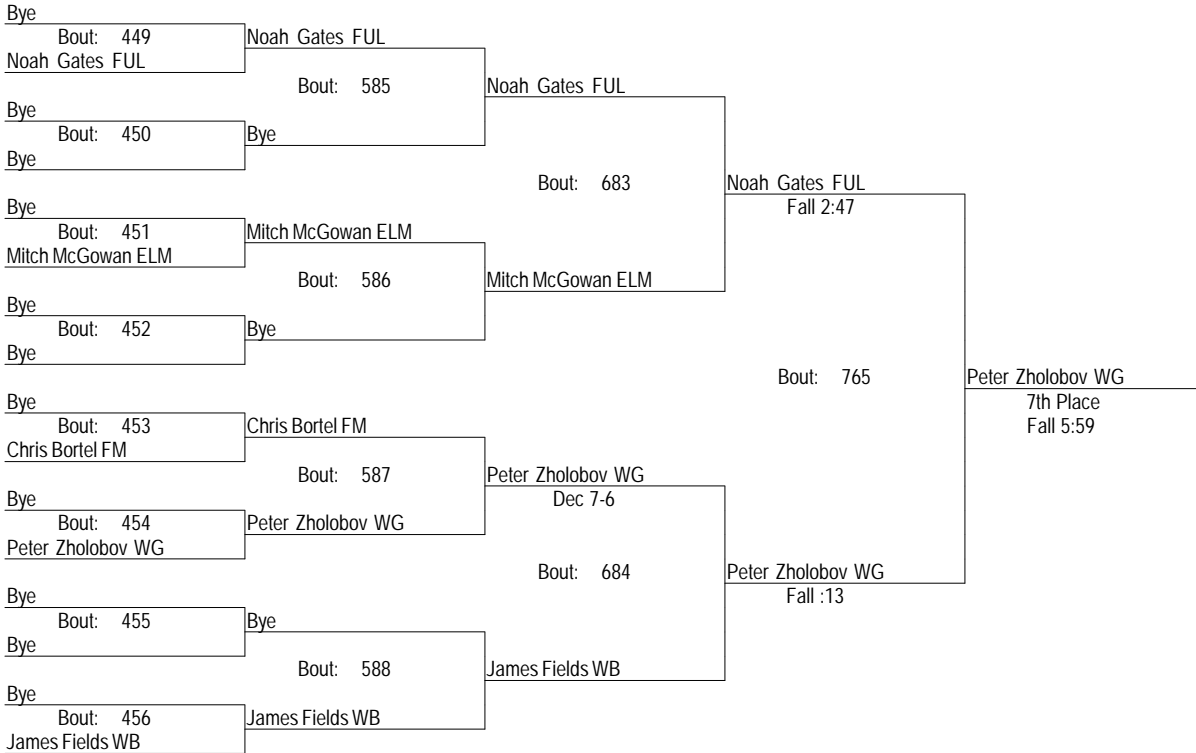 Bye
Bout: 449
Noah Gates FUL
Noah Gates FUL
Bout: 585
Noah Gates FUL
Bye
Bout: 450
Bye
Bye
Bout: 683
Noah Gates FUL
Fall 2:47
Bye
Bout: 451
Mitch McGowan ELM
Mitch McGowan ELM
Bout: 586
Mitch McGowan ELM
Bye
Bout: 452
Bye
Bye
Bout: 765
Peter Zholobov WG
7th Place
Fall 5:59
Bye
Bout: 453
Chris Bortel FM
Chris Bortel FM
Bout: 587
Peter Zholobov WG
Dec 7-6
Bye
Bout: 454
Peter Zholobov WG
Peter Zholobov WG
Bout: 684
Peter Zholobov WG
Fall :13
Bye
Bout: 455
Bye
Bye
Bout: 588
James Fields WB
Bye
Bout: 456
James Fields WB
James Fields WB